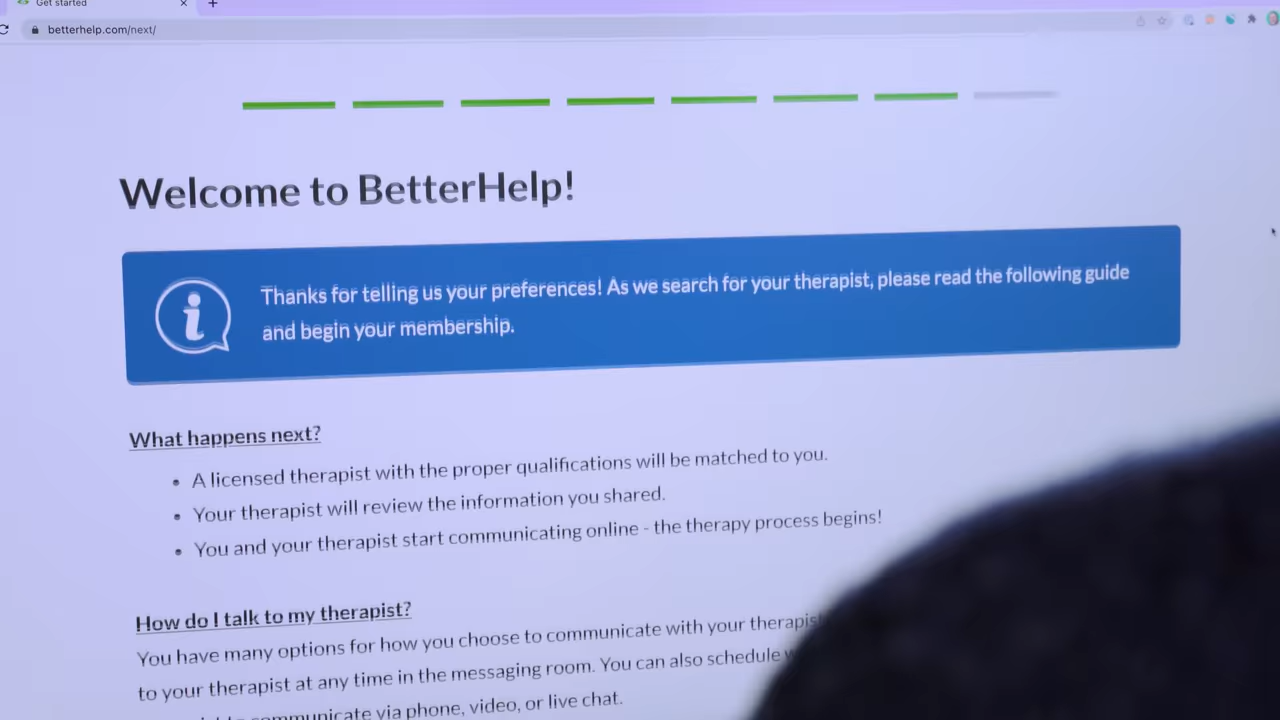 Get started
betterhelp.com/next/
Welcome to BetterHelp!
Thanks for telling us your preferences! As we search for your therapist, please read the following guide
and begin your membership.
What happens next?
A licensed therapist with the proper qualifications will be matched to you.
Your therapist will review the information you shared.
You and your therapist start communicating online - the therapy process begins!
How do I talk to my therapist?
You have many options for how you choose to communicate with your therapist
to your therapist at any time in the messaging room. You can also schedule
communicate via phone, video, or live chat.